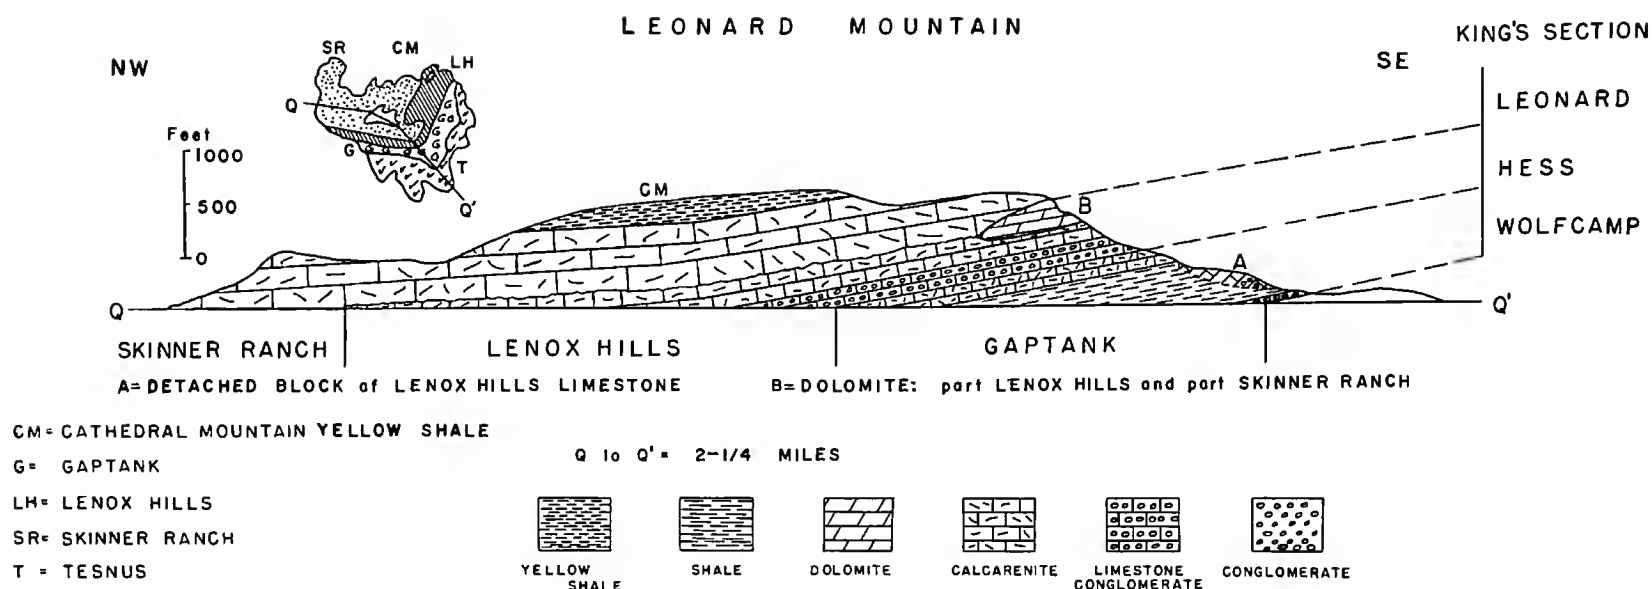 LEONARD MOUNTAIN
KING'S SECTION
NW
SE
SR
CM
LH
Q
G
G
G
G
G
T
Q'
Feet
1000
500
0
CM
B
A
LEONARD
HESS
WOLFCAMP
Q
Q'
SKINNER RANCH
LENOX HILLS
GAPTANK
A= DETACHED BLOCK of LENOX HILLS LIMESTONE
B= DOLOMITE: part LENOX HILLS and part SKINNER RANCH
CM= CATHEDRAL MOUNTAIN YELLOW SHALE
G= GAPTANK
LH= LENOX HILLS
SR= SKINNER RANCH
T = TESNUS
Q to Q' = 2-1/4 MILES
YELLOW
SHALE
SHALE
DOLOMITE
CALCARENITE
LIMESTONE
CONGLOMERATE
CONGLOMERATE